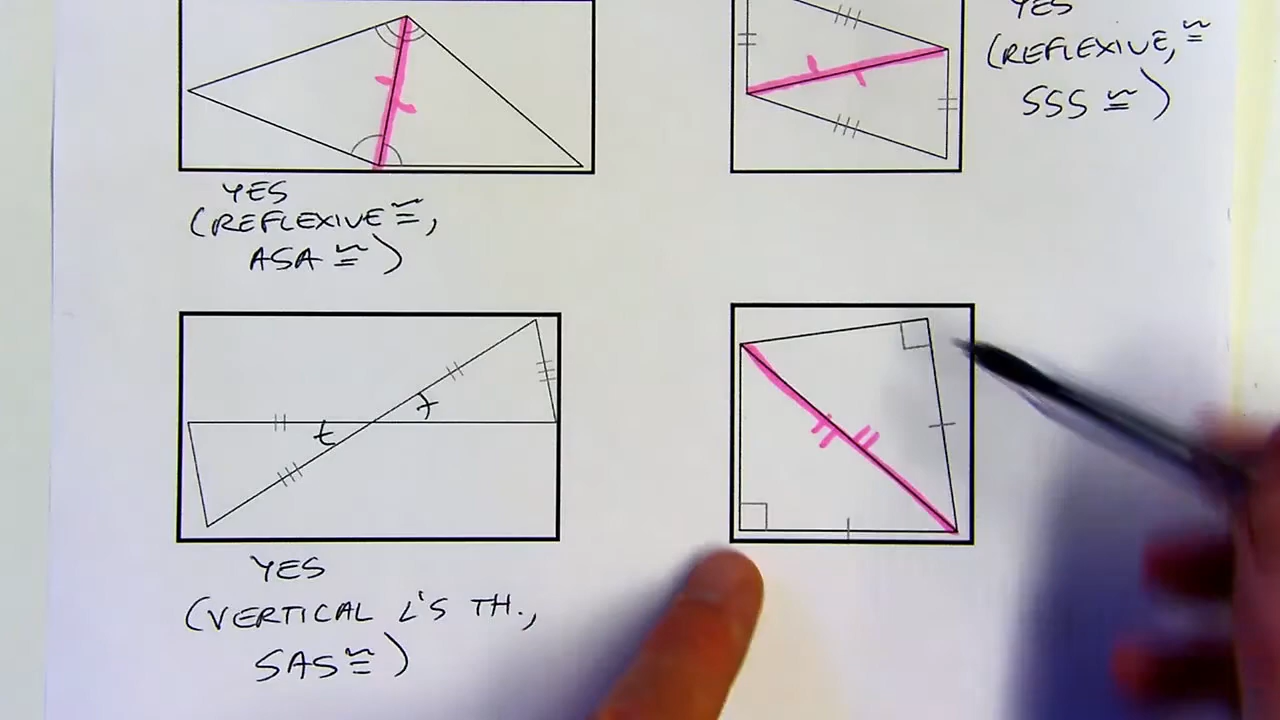 YES
(REFLEXIVE, ≅
SSS ≅)
YES
(REFLEXIVE ≅,
ASA ≅)
YES
(VERTICAL ∠'S TH.,
SAS ≅)